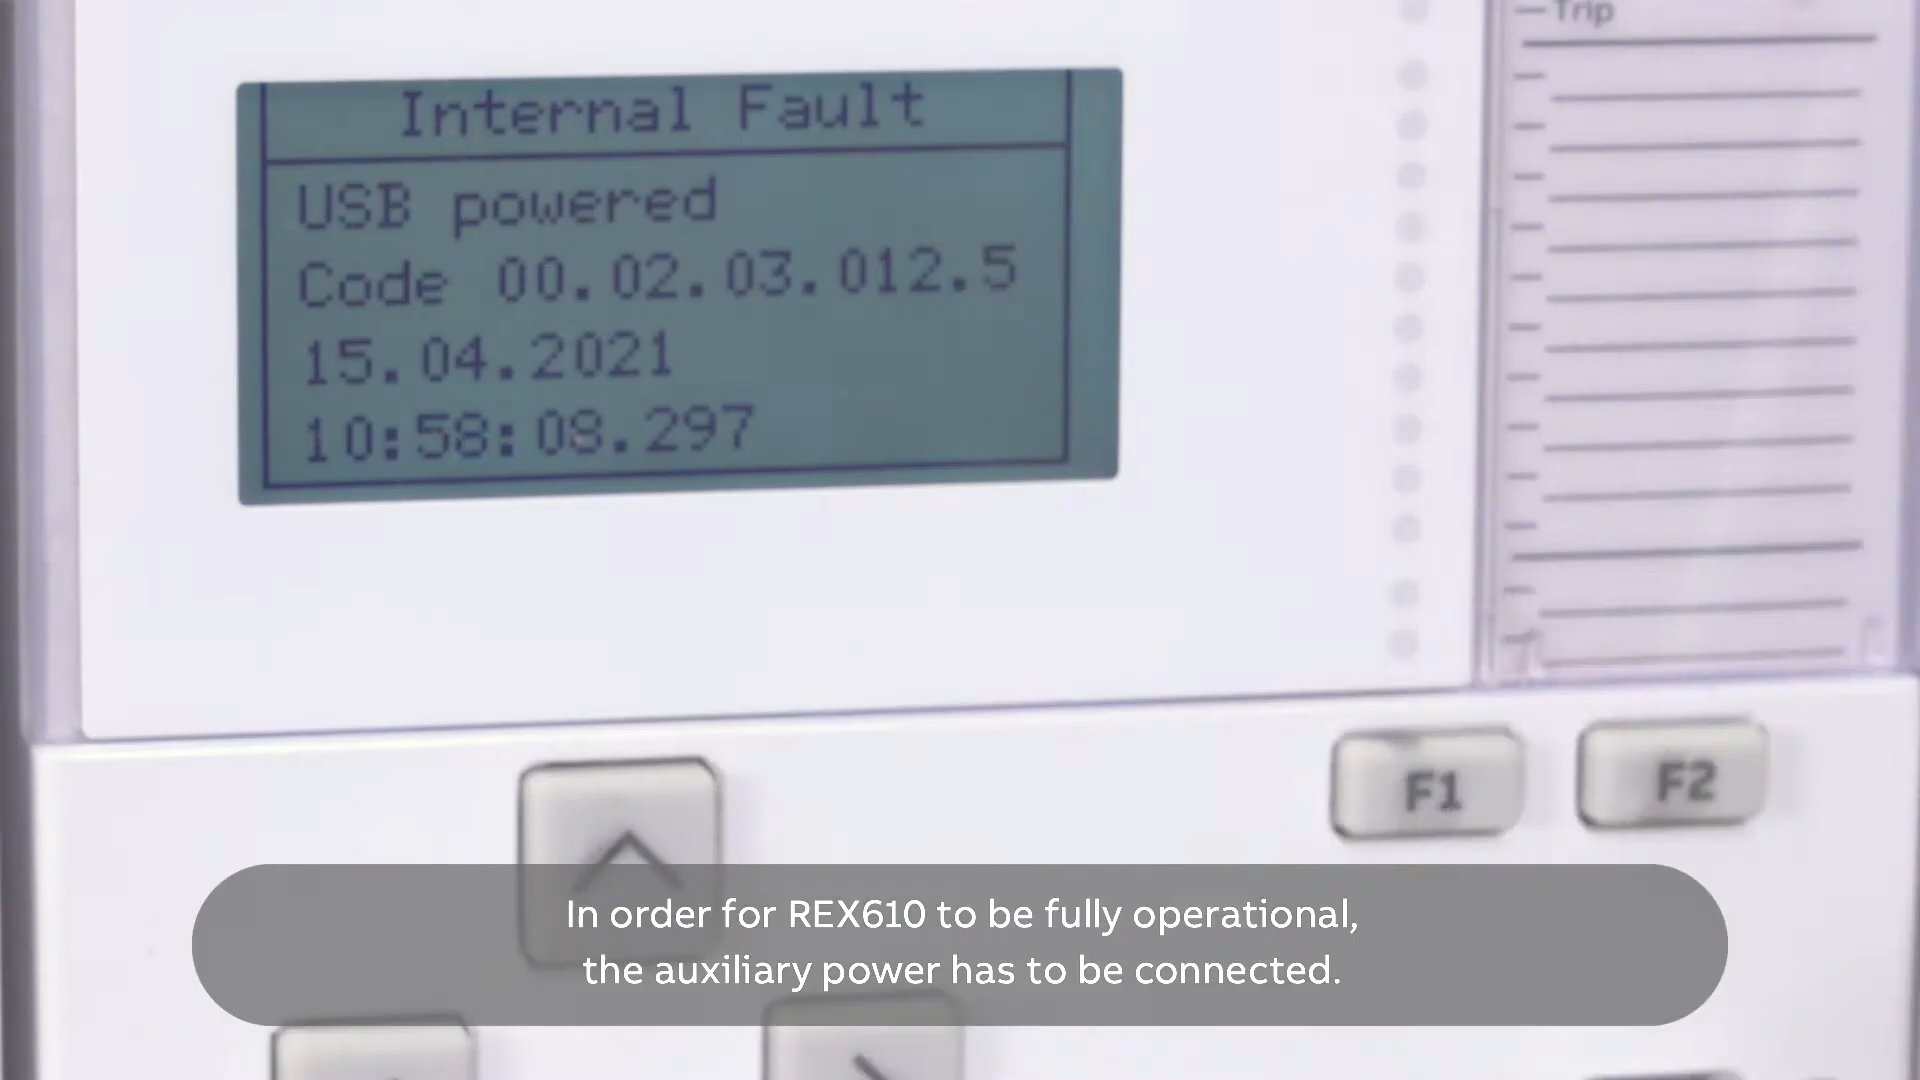 Trip
Internal Fault
USB powered
Code 00.02.03.012.5
15.04.2021
10:58:08.297
F1
F2
In order for REX610 to be fully operational,
the auxiliary power has to be connected.